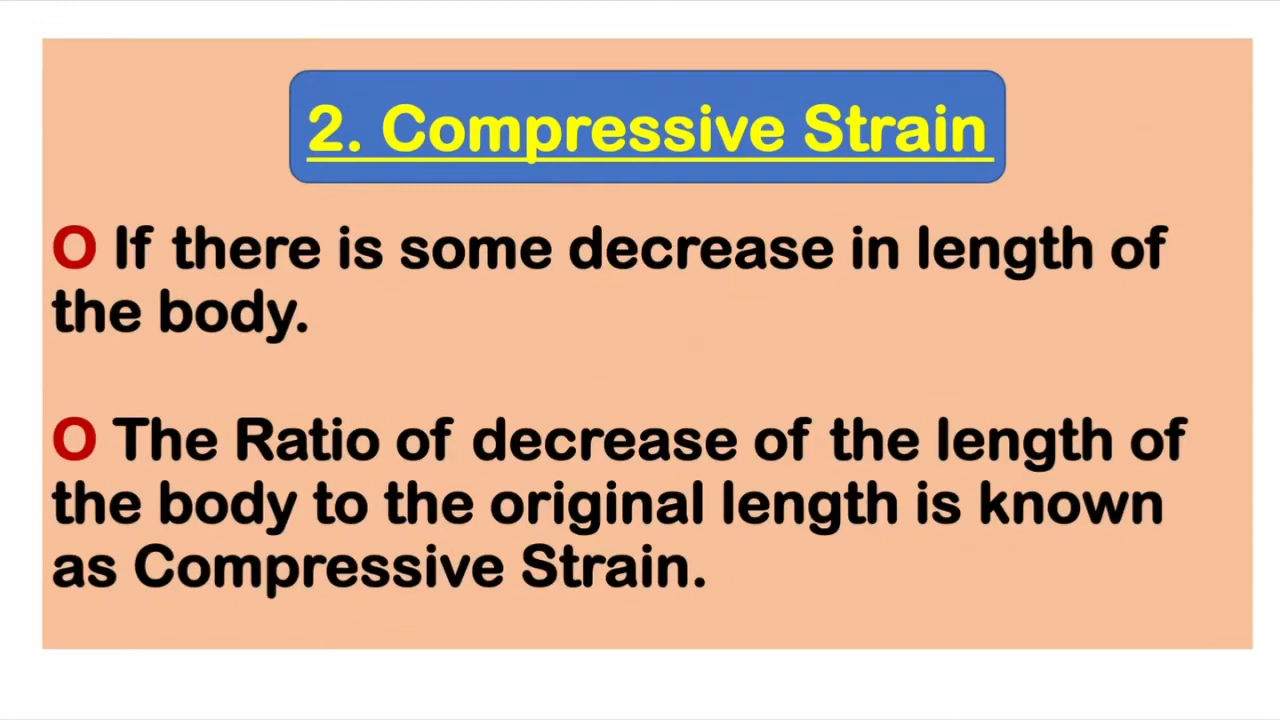 2. Compressive Strain
O If there is some decrease in length of
the body.
O The Ratio of decrease of the length of
the body to the original length is known
as Compressive Strain.